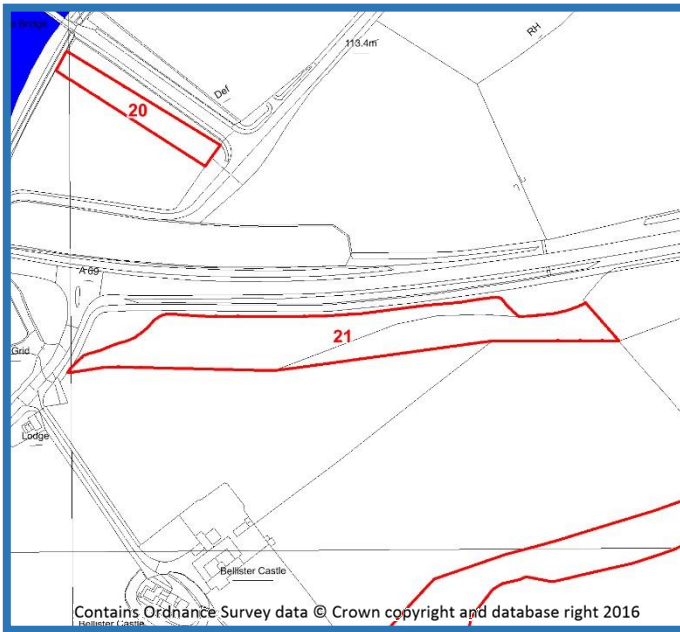 Bridge
20
Def
113.4m
RH
A 69
21
Grid
Lodge
Bellister Castle
Contains Ordnance Survey data © Crown copyright and database right 2016
Bellister Castle